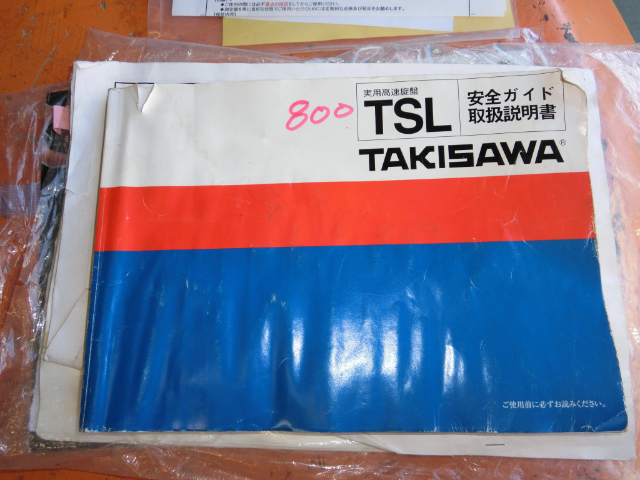 800
実用高速旋盤
TSL
安全ガイド
取扱説明書
TAKISAWA®
ご使用前に必ずお読みください。